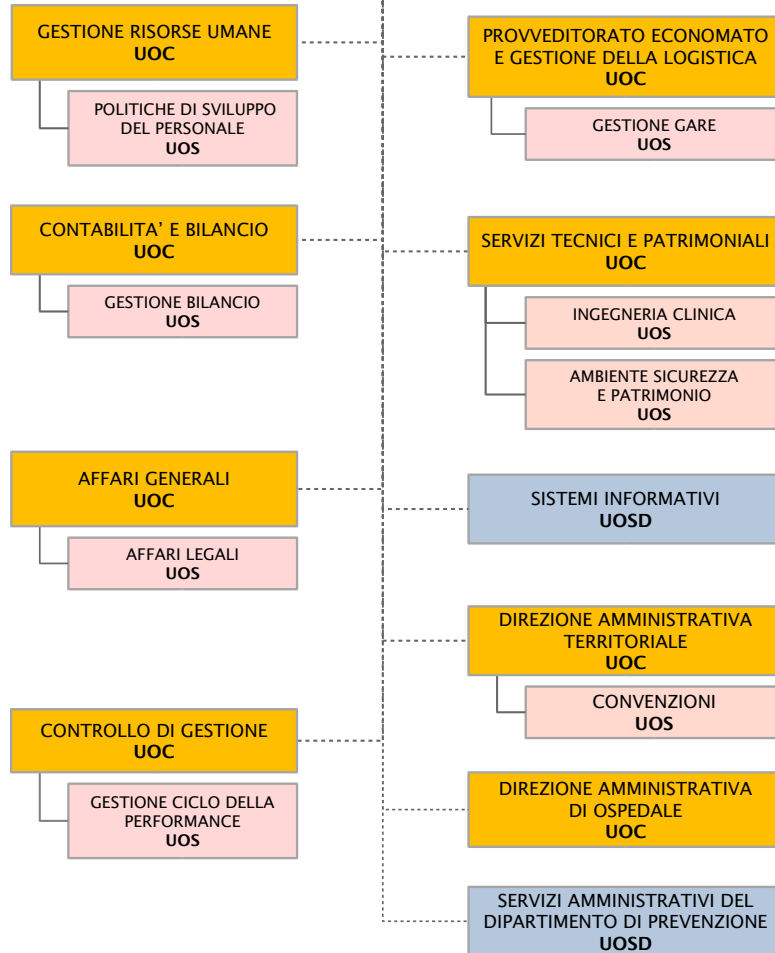 GESTIONE RISORSE UMANE
UOC
POLITICHE DI SVILUPPO
DEL PERSONALE
UOS
CONTABILITA’ E BILANCIO
UOC
GESTIONE BILANCIO
UOS
AFFARI GENERALI
UOC
AFFARI LEGALI
UOS
CONTROLLO DI GESTIONE
UOC
GESTIONE CICLO DELLA
PERFORMANCE
UOS
PROVVEDITORATO ECONOMATO
E GESTIONE DELLA LOGISTICA
UOC
GESTIONE GARE
UOS
SERVIZI TECNICI E PATRIMONIALI
UOC
INGEGNERIA CLINICA
UOS
AMBIENTE SICUREZZA
E PATRIMONIO
UOS
SISTEMI INFORMATIVI
UOSD
DIREZIONE AMMINISTRATIVA
TERRITORIALE
UOC
CONVENZIONI
UOS
DIREZIONE AMMINISTRATIVA
DI OSPEDALE
UOC
SERVIZI AMMINISTRATIVI DEL
DIPARTIMENTO DI PREVENZIONE
UOSD